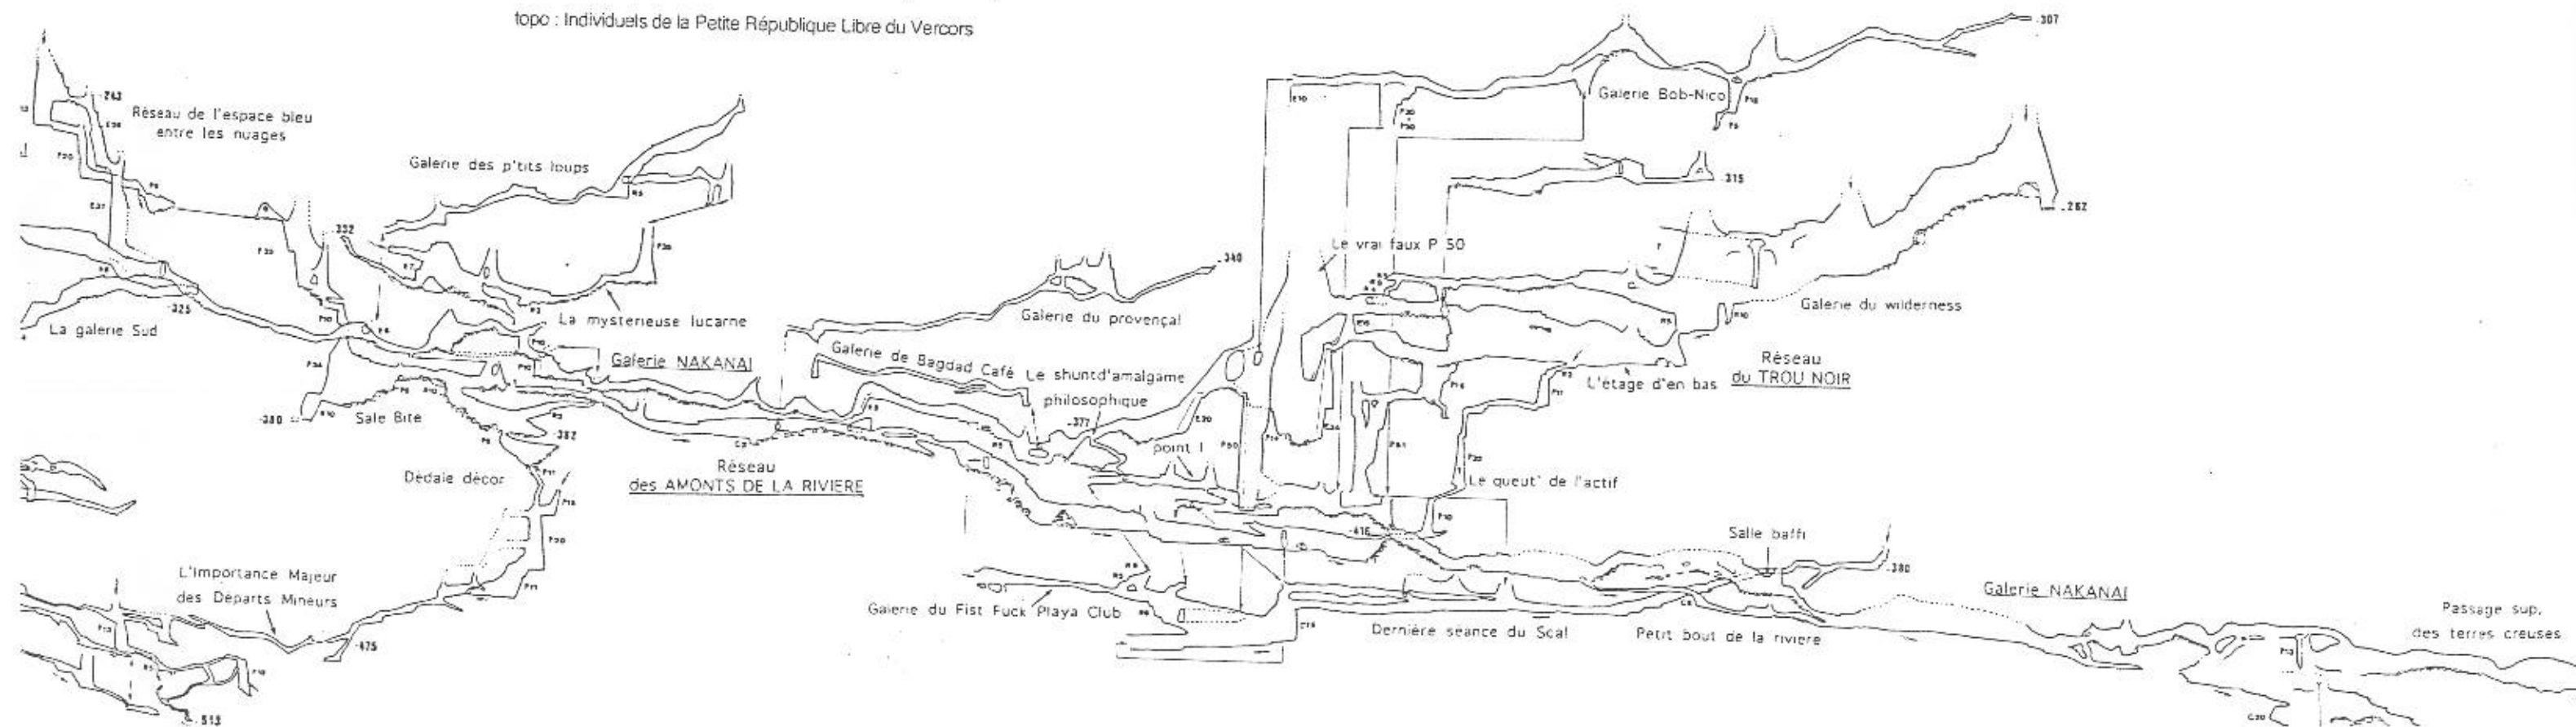 topo : Individuels de la Petite République Libre du Vercors
-307
-243
Réseau de l'espace bleu
entre les nuages
Galerie Bob-Nico
Galerie des p'tits loups
-315
-262
-332
Le vrai faux P 50
-340
-325
La galerie Sud
La mystérieuse lucarne
Galerie du provençal
Galerie du wilderness
Galerie NAKANAI
Galerie de Bagdad Café
Le shunt d'amalgame
philosophique
Réseau
du TROU NOIR
L'étage d'en bas
-380
Sale Bite
-377
-382
point I
Dédale décor
Réseau
des AMONTS DE LA RIVIERE
Le queut' de l'actif
-416
Salle baffi
-380
L'Importance Majeur
des Départs Mineurs
Galerie du Fist Fuck Playa Club
Galerie NAKANAI
Dernière séance du Scal
Petit bout de la rivière
Passage sup.
des terres creuses
-475
-513